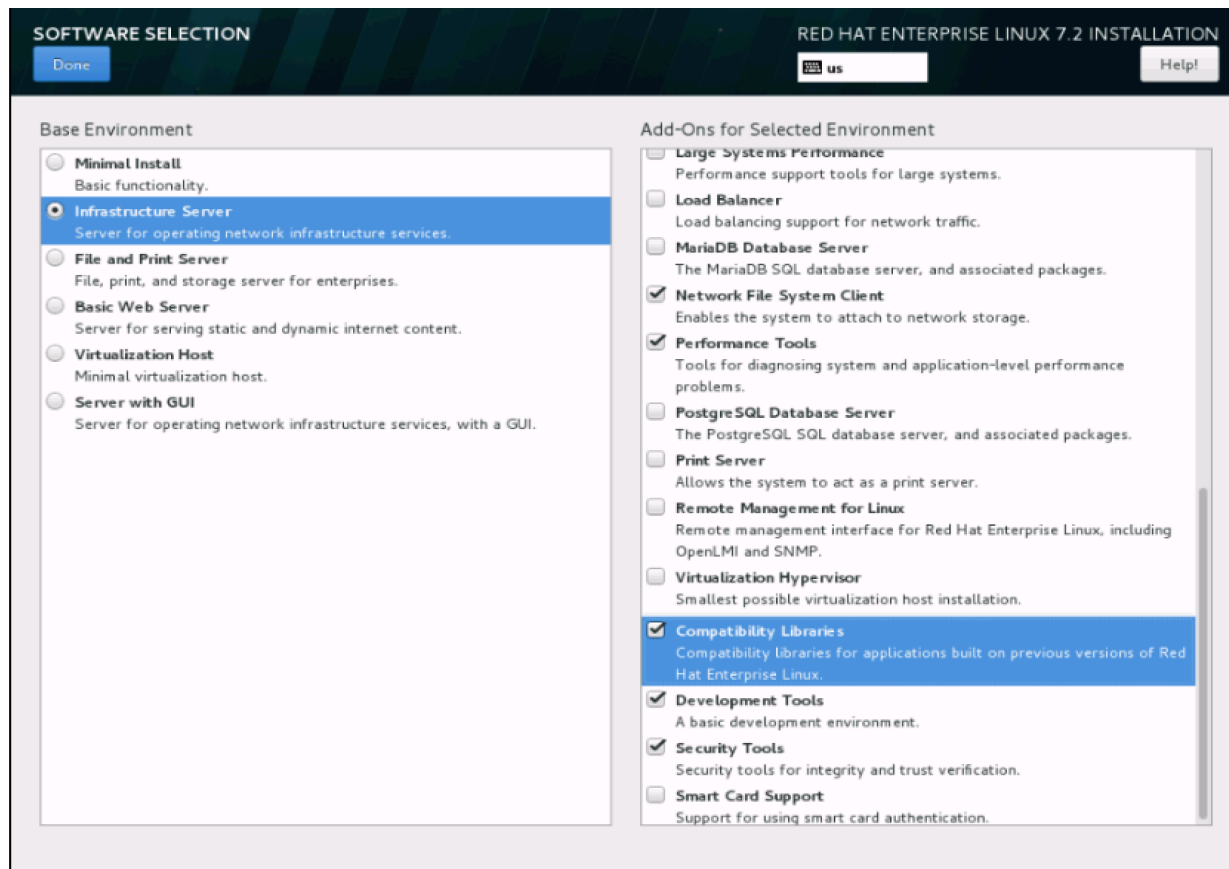 SOFTWARE SELECTION
RED HAT ENTERPRISE LINUX 7.2 INSTALLATION
Done
us
Help!
Base Environment
Minimal Install
Basic functionality.
Infrastructure Server
Server for operating network infrastructure services.
File and Print Server
File, print, and storage server for enterprises.
Basic Web Server
Server for serving static and dynamic internet content.
Virtualization Host
Minimal virtualization host.
Server with GUI
Server for operating network infrastructure services, with a GUI.
Add-Ons for Selected Environment
Large Systems Performance
Performance support tools for large systems.
Load Balancer
Load balancing support for network traffic.
MariaDB Database Server
The MariaDB SQL database server, and associated packages.
Network File System Client
Enables the system to attach to network storage.
Performance Tools
Tools for diagnosing system and application-level performance
problems.
PostgreSQL Database Server
The PostgreSQL SQL database server, and associated packages.
Print Server
Allows the system to act as a print server.
Remote Management for Linux
Remote management interface for Red Hat Enterprise Linux, including
OpenLMI and SNMP.
Virtualization Hypervisor
Smallest possible virtualization host installation.
Compatibility Libraries
Compatibility libraries for applications built on previous versions of Red
Hat Enterprise Linux.
Development Tools
A basic development environment.
Security Tools
Security tools for integrity and trust verification.
Smart Card Support
Support for using smart card authentication.